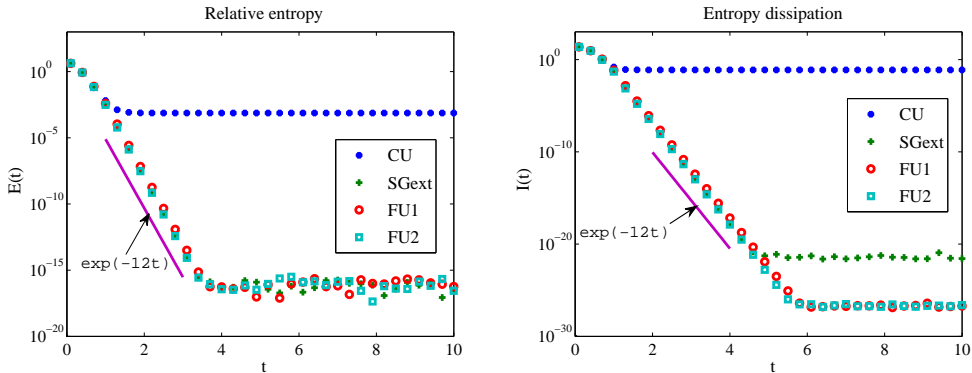 Relative entropy
10^0
10^-5
10^-10
10^-15
10^-20
E(t)
CU
SGext
FU1
FU2
exp(-12t)
0 2 4 6 8 10
t
Entropy dissipation
10^0
10^-10
10^-20
10^-30
I(t)
CU
SGext
FU1
FU2
exp(-12t)
0 2 4 6 8 10
t